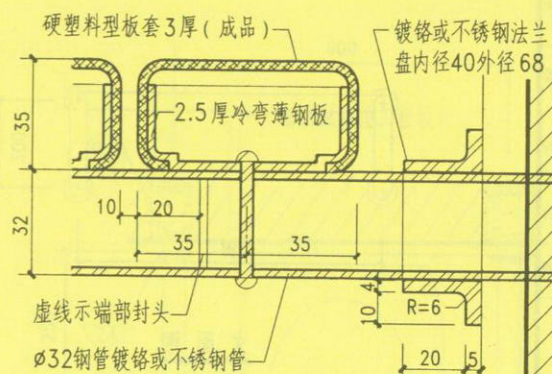 硬塑料型板套3厚(成品)
镀铬或不锈钢法兰
盘内径40外径68
2.5厚冷弯薄钢板
35
32
10
20
35
35
虚线示端部封头
4
10
R=6
ø32钢管镀铬或不锈钢管
20
5